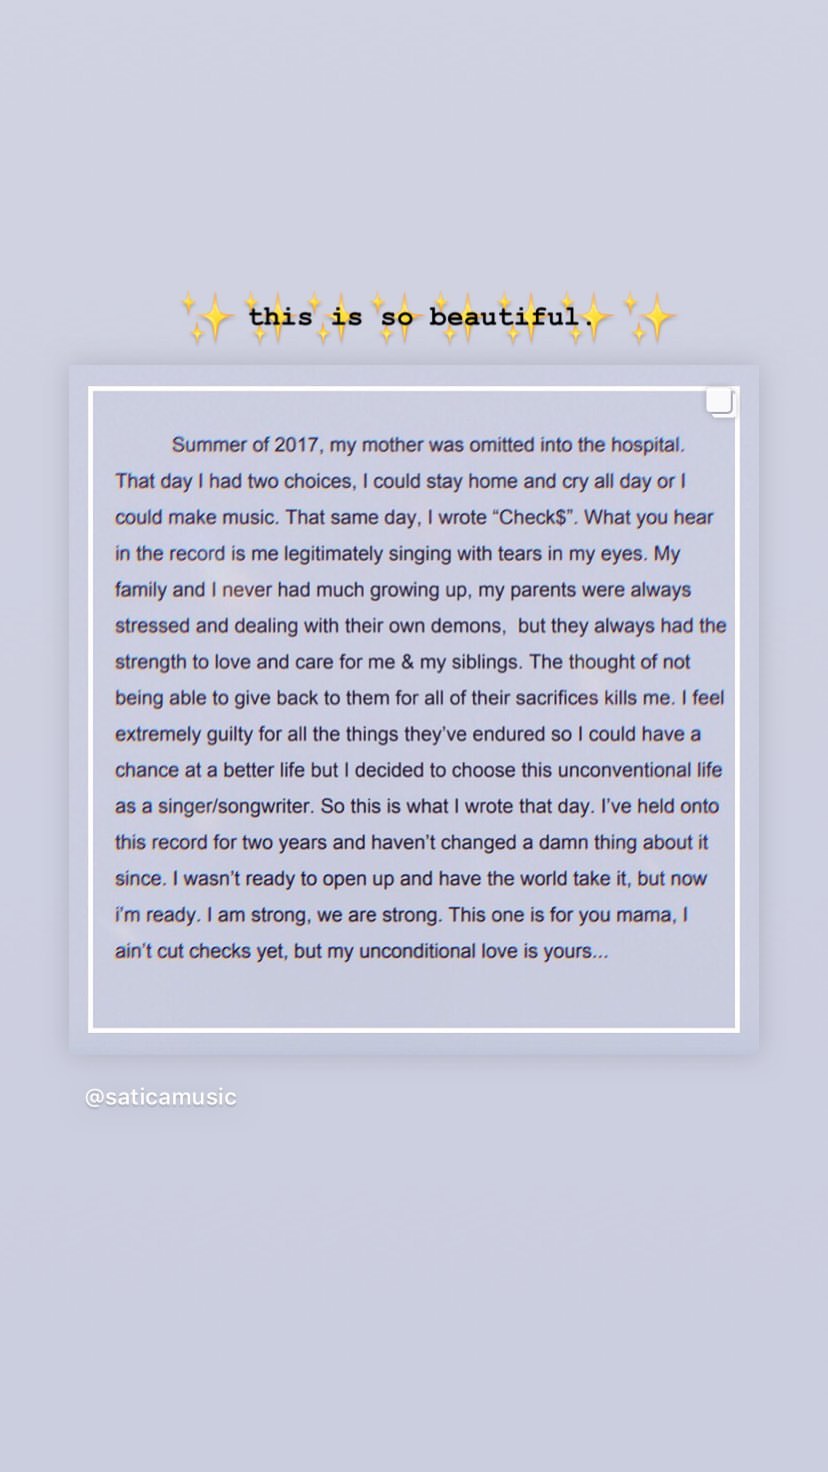 ✨ this is so beautiful. ✨
Summer of 2017, my mother was omitted into the hospital.
That day I had two choices, I could stay home and cry all day or I
could make music. That same day, I wrote “Check$”. What you hear
in the record is me legitimately singing with tears in my eyes. My
family and I never had much growing up, my parents were always
stressed and dealing with their own demons,  but they always had the
strength to love and care for me & my siblings. The thought of not
being able to give back to them for all of their sacrifices kills me. I feel
extremely guilty for all the things they’ve endured so I could have a
chance at a better life but I decided to choose this unconventional life
as a singer/songwriter. So this is what I wrote that day. I’ve held onto
this record for two years and haven’t changed a damn thing about it
since. I wasn’t ready to open up and have the world take it, but now
i’m ready. I am strong, we are strong. This one is for you mama, I
ain’t cut checks yet, but my unconditional love is yours...
@saticamusic